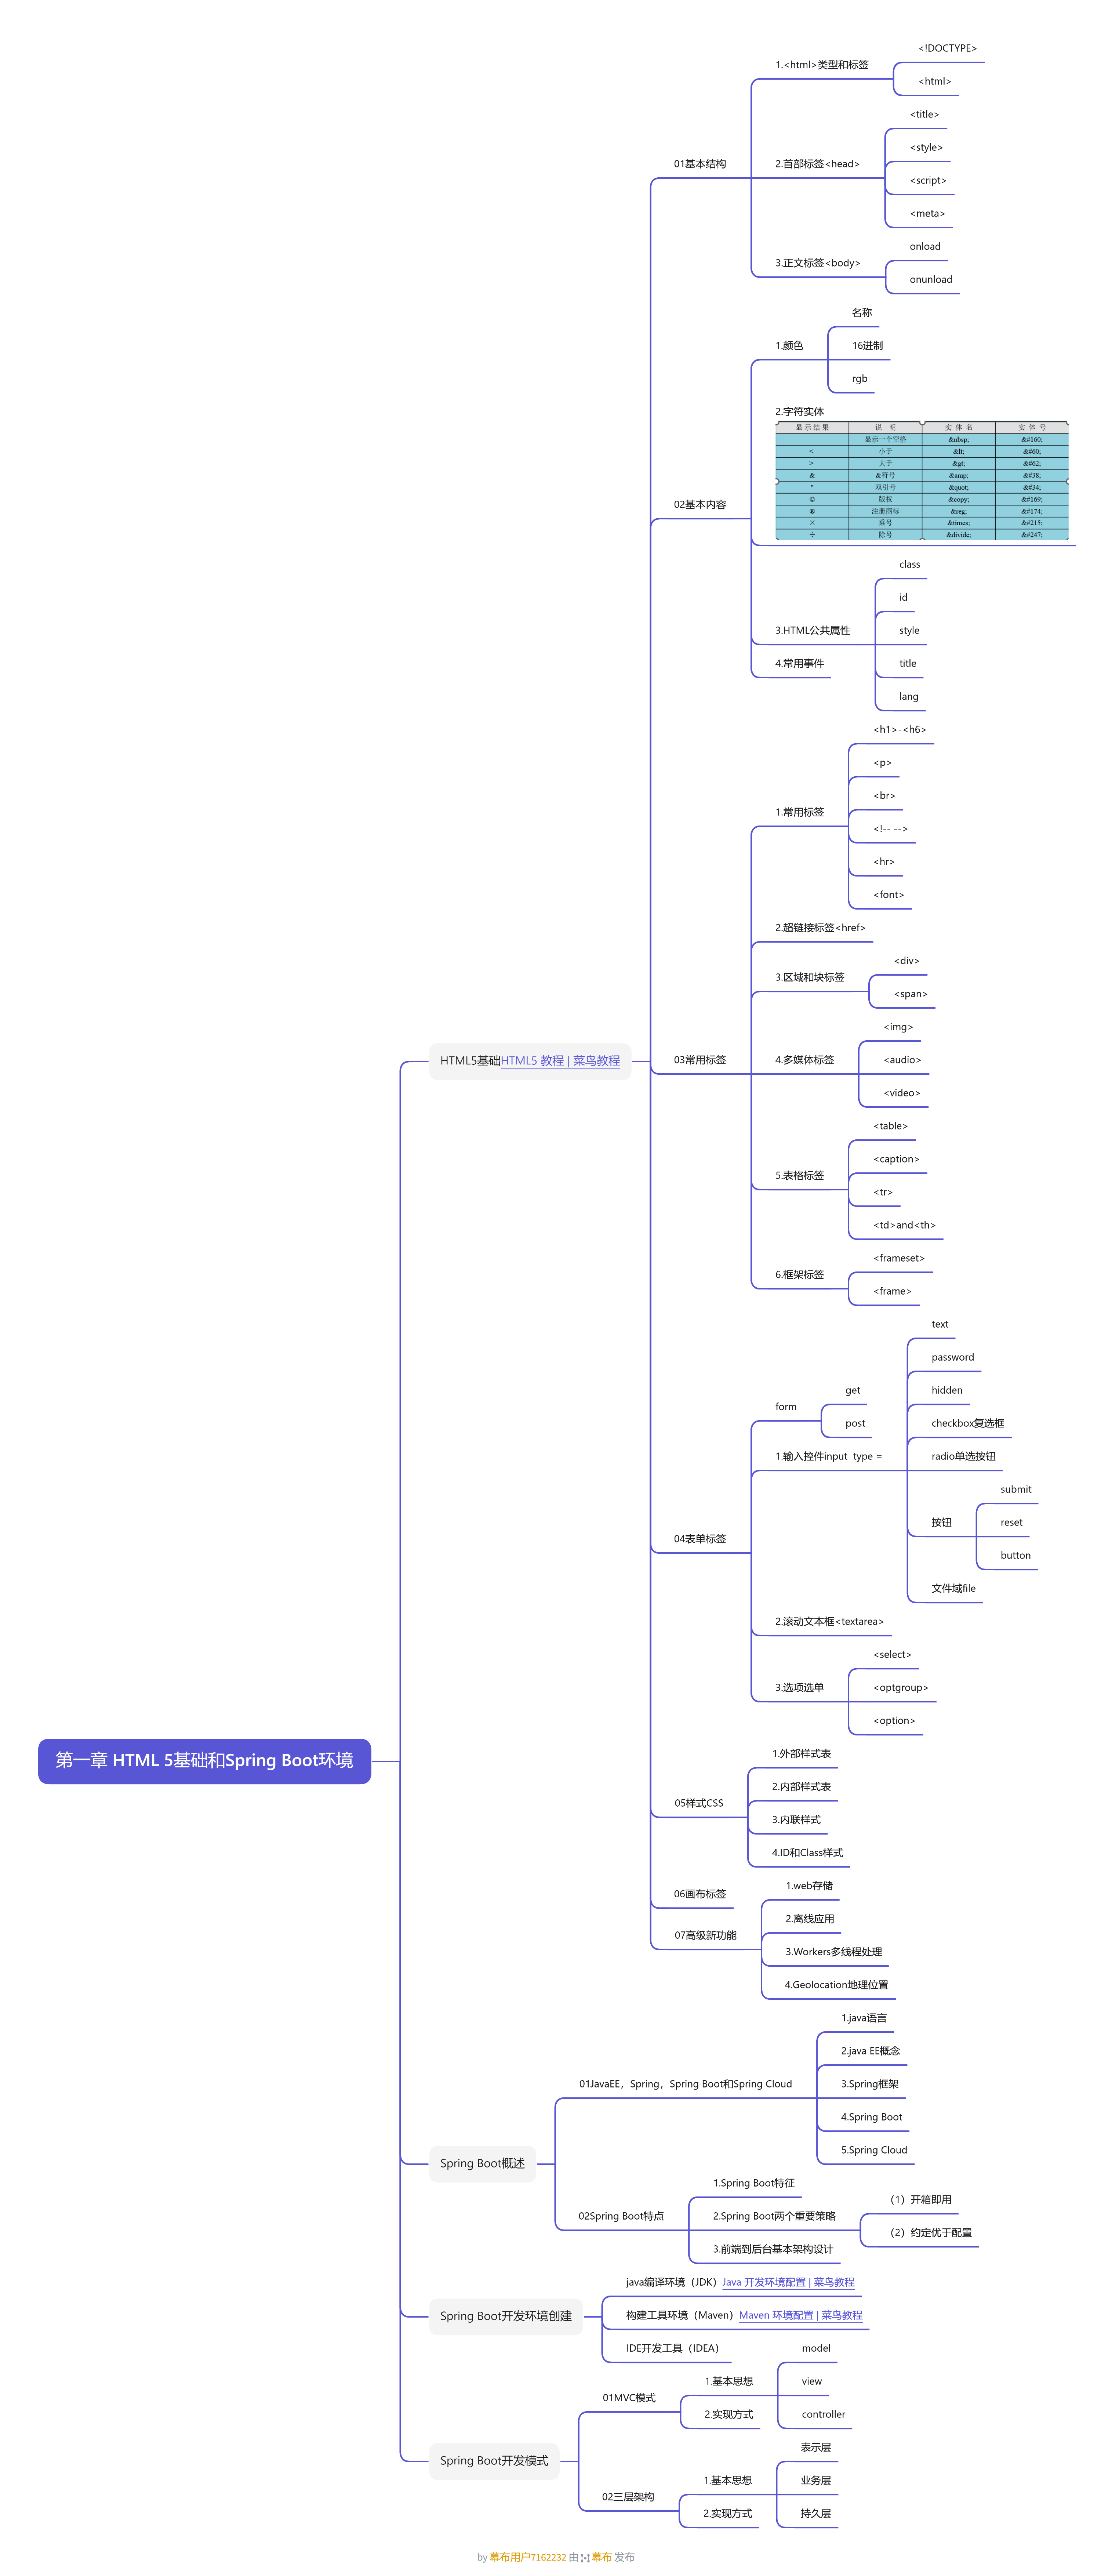 第一章 HTML 5基础和Spring Boot环境
HTML5基础HTML5 教程 | 菜鸟教程
01基本结构
1.<html>类型和标签
<!DOCTYPE>
<html>
2.首部标签<head>
<title>
<style>
<script>
<meta>
3.正文标签<body>
onload
onunload
02基本内容
1.颜色
名称
16进制
rgb
2.字符实体
显示结果 说 明 实 体 名 实 体 号
显示一个空格 &nbsp; &#160;
< 小于 &lt; &#60;
> 大于 &gt; &#62;
& &符号 &amp; &#38;
" 双引号 &quot; &#34;
© 版权 &copy; &#169;
® 注册商标 &reg; &#174;
× 乘号 &times; &#215;
÷ 除号 &divide; &#247;
3.HTML公共属性
class
id
style
title
lang
4.常用事件
03常用标签
1.常用标签
<h1>-<h6>
<p>
<br>
<!-- -->
<hr>
<font>
2.超链接标签<href>
3.区域和块标签
<div>
<span>
4.多媒体标签
<img>
<audio>
<video>
5.表格标签
<table>
<caption>
<tr>
<td>and<th>
6.框架标签
<frameset>
<frame>
04表单标签
form
get
post
1.输入控件input type =
text
password
hidden
checkbox复选框
radio单选按钮
按钮
submit
reset
button
文件域file
2.滚动文本框<textarea>
3.选项选单
<select>
<optgroup>
<option>
05样式CSS
1.外部样式表
2.内部样式表
3.内联样式
4.ID和Class样式
06画布标签
07高级新功能
1.web存储
2.离线应用
3.Workers多线程处理
4.Geolocation地理位置
Spring Boot概述
01JavaEE，Spring，Spring Boot和Spring Cloud
1.java语言
2.java EE概念
3.Spring框架
4.Spring Boot
5.Spring Cloud
02Spring Boot特点
1.Spring Boot特征
2.Spring Boot两个重要策略
（1）开箱即用
（2）约定优于配置
3.前端到后台基本架构设计
Spring Boot开发环境创建
java编译环境（JDK）Java 开发环境配置 | 菜鸟教程
构建工具环境（Maven）Maven 环境配置 | 菜鸟教程
IDE开发工具（IDEA）
Spring Boot开发模式
01MVC模式
1.基本思想
model
view
controller
2.实现方式
02三层架构
1.基本思想
表示层
业务层
持久层
2.实现方式
by 幕布用户7162232 由 幕布 发布